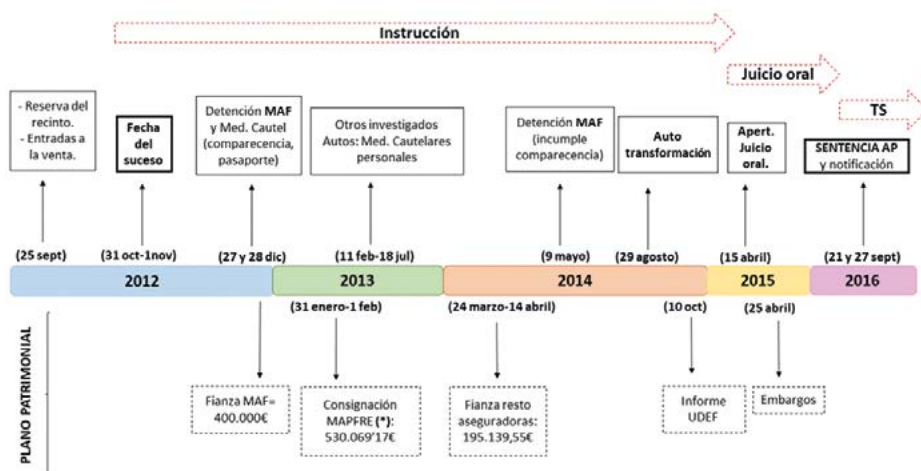 Instrucción
Juicio oral
TS
- Reserva del
recinto.
- Entradas a
la venta.
Fecha
del
suceso
Detención MAF
y Med. Cautel
(comparecencia,
pasaporte)
Otros investigados
Autos: Med. Cautelares
personales
Detención MAF
(incumple
comparecencia)
Auto
transformación
Apert.
Juicio
oral.
SENTENCIA AP
y notificación
(25 sept)
(31 oct-1nov)
(27 y 28 dic)
(11 feb-18 jul)
(9 mayo)
(29 agosto)
(15 abril)
(21 y 27 sept)
2012
2013
2014
2015
2016
(31 enero-1 feb)
(24 marzo-14 abril)
(10 oct)
(25 abril)
PLANO PATRIMONIAL
Fianza MAF=
400.000€
Consignación
MAPFRE (*):
530.069'17€
Fianza resto
aseguradoras:
195.139,55€
Informe
UDEF
Embargos